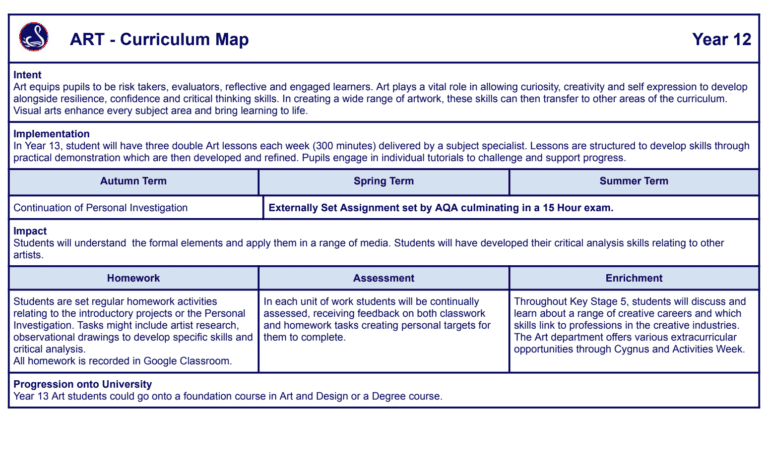 ART - Curriculum Map
Year 12
Intent
Art equips pupils to be risk takers, evaluators, reflective and engaged learners. Art plays a vital role in allowing curiosity, creativity and self expression to develop
alongside resilience, confidence and critical thinking skills. In creating a wide range of artwork, these skills can then transfer to other areas of the curriculum.
Visual arts enhance every subject area and bring learning to life.
Implementation
In Year 13, student will have three double Art lessons each week (300 minutes) delivered by a subject specialist. Lessons are structured to develop skills through
practical demonstration which are then developed and refined. Pupils engage in individual tutorials to challenge and support progress.
Autumn Term
Spring Term
Summer Term
Continuation of Personal Investigation
Externally Set Assignment set by AQA culminating in a 15 Hour exam.
Impact
Students will understand the formal elements and apply them in a range of media. Students will have developed their critical analysis skills relating to other
artists.
Homework
Assessment
Enrichment
Students are set regular homework activities
relating to the introductory projects or the Personal
Investigation. Tasks might include artist research,
observational drawings to develop specific skills and
critical analysis.
All homework is recorded in Google Classroom.
In each unit of work students will be continually
assessed, receiving feedback on both classwork
and homework tasks creating personal targets for
them to complete.
Throughout Key Stage 5, students will discuss and
learn about a range of creative careers and which
skills link to professions in the creative industries.
The Art department offers various extracurricular
opportunities through Cygnus and Activities Week.
Progression onto University
Year 13 Art students could go onto a foundation course in Art and Design or a Degree course.